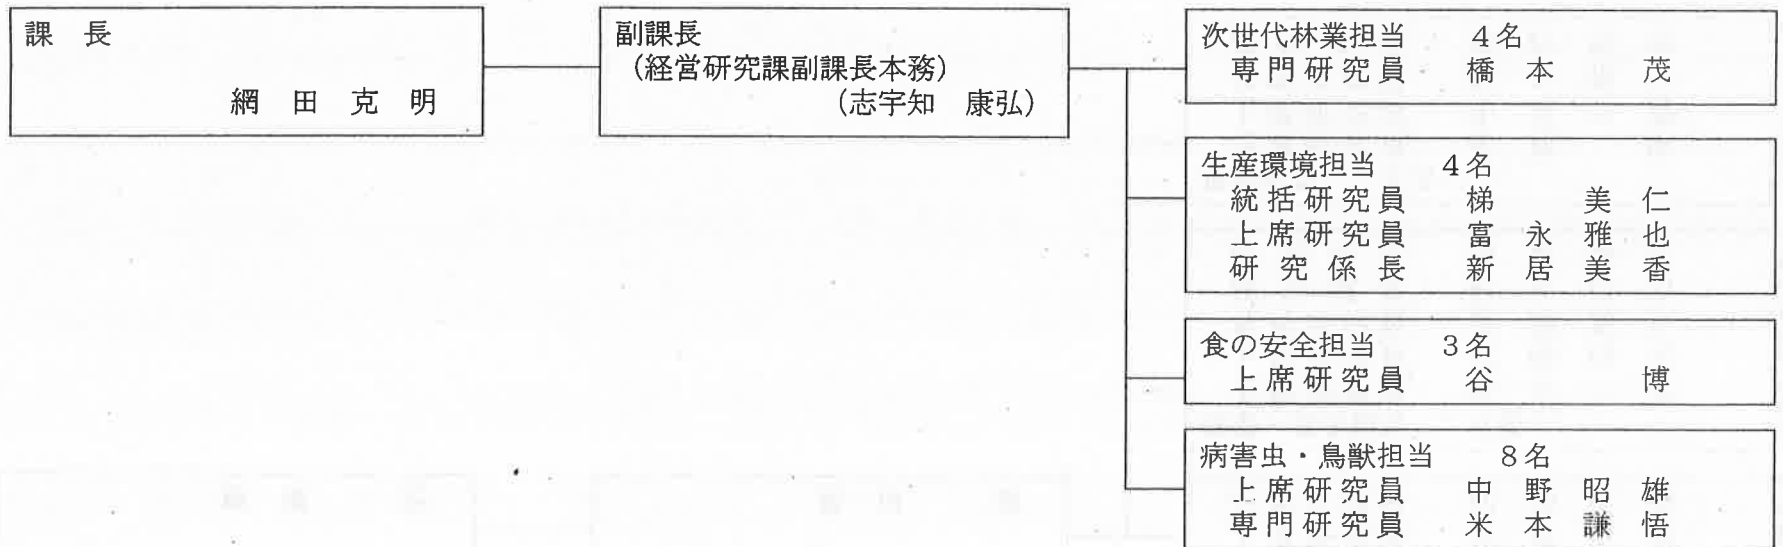 課　長
網　田　克　明
副課長
（経営研究課副課長本務）
（志宇知　康弘）
次世代林業担当　　4名
専門研究員　橋　本　　茂
生産環境担当　　4名
統括研究員　梯　　美　仁
上席研究員　富　永　雅　也
研究係長　新　居　美　香
食の安全担当　　3名
上席研究員　谷　　　博
病害虫・鳥獣担当　　8名
上席研究員　中　野　昭　雄
専門研究員　米　本　謙　悟